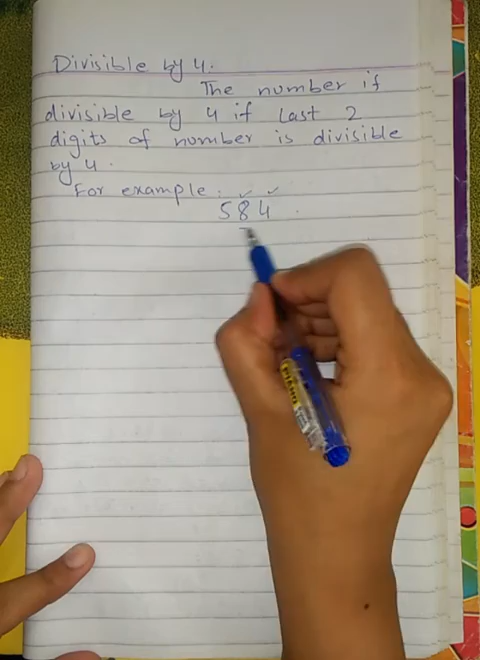 Divisible by 4.
The number if
divisible by 4 if last 2
digits of number is divisible
by 4.
For example:
584.